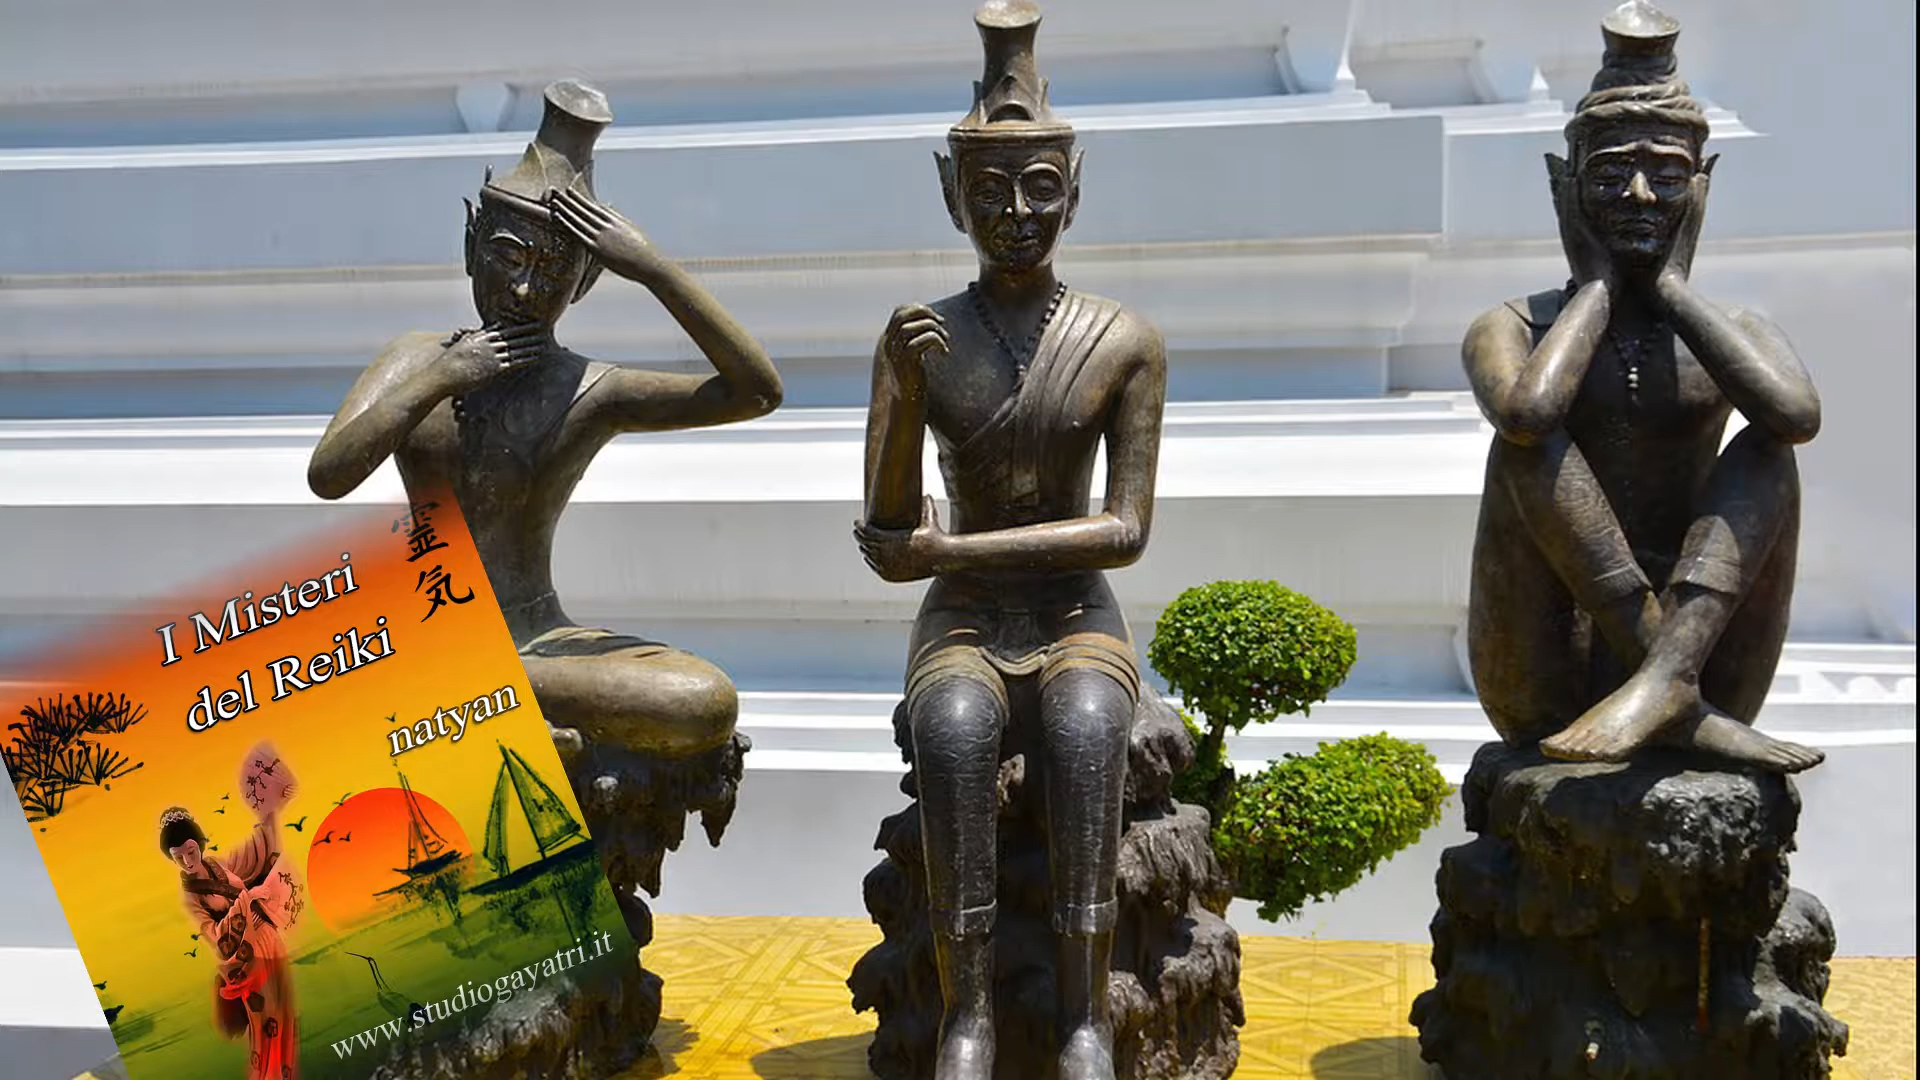 霊
気
I Misteri
del Reiki
natyan
www.studiogayatri.it